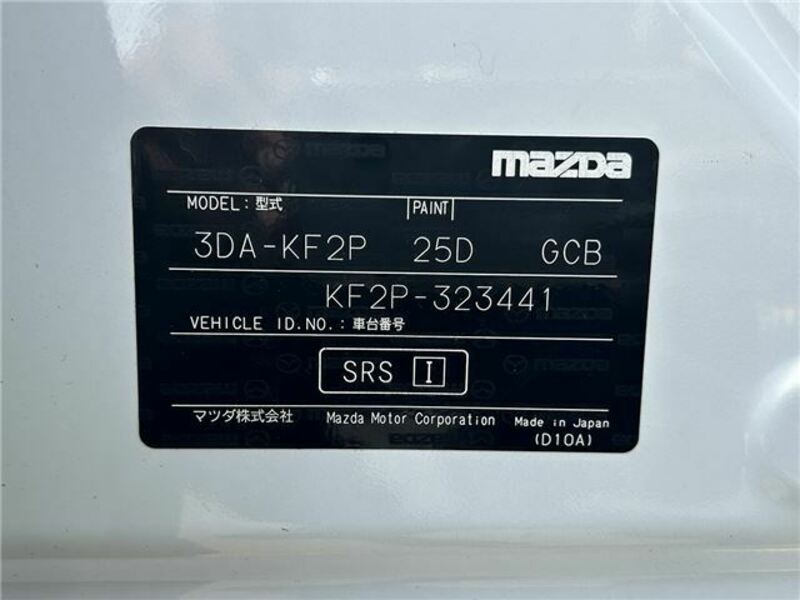 mazda
MODEL: 型式 PAINT
3DA-KF2P 25D GCB
KF2P-323441
VEHICLE ID.NO.: 車台番号
SRS I
マツダ株式会社 Mazda Motor Corporation Made in Japan
(D10A)